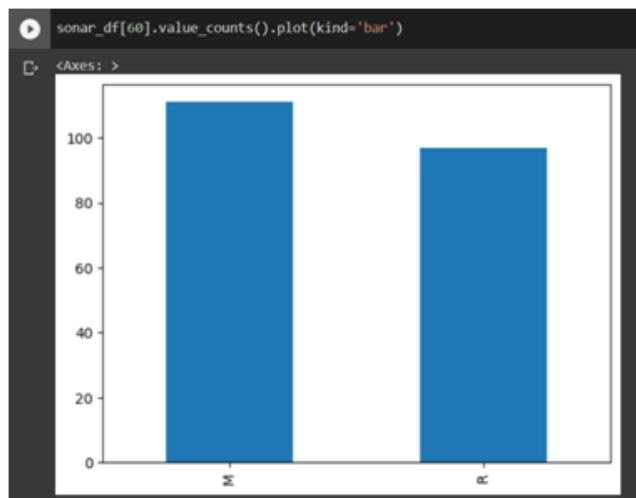 sonar_df[60].value_counts().plot(kind='bar')
<Axes: >
100
80
60
40
20
0
M
R